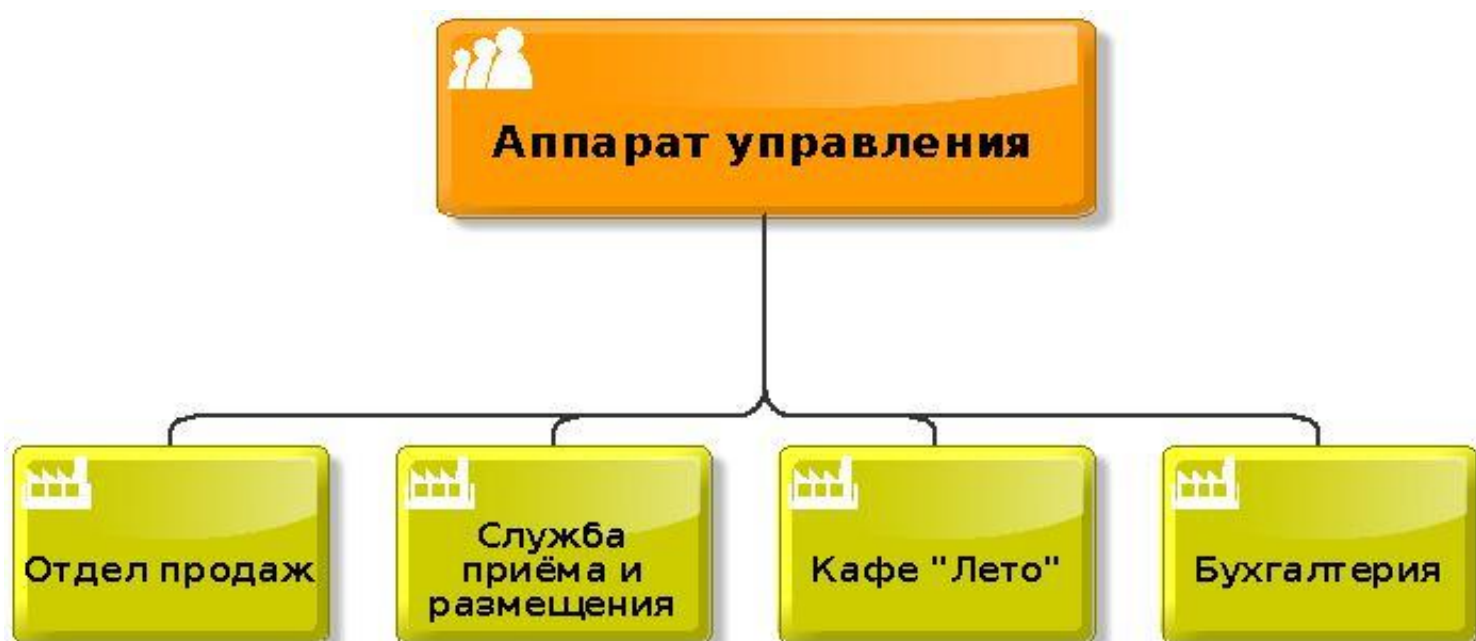 Аппарат управления
Отдел продаж
Служба
приёма и
размещения
Кафе "Лето"
Бухгалтерия